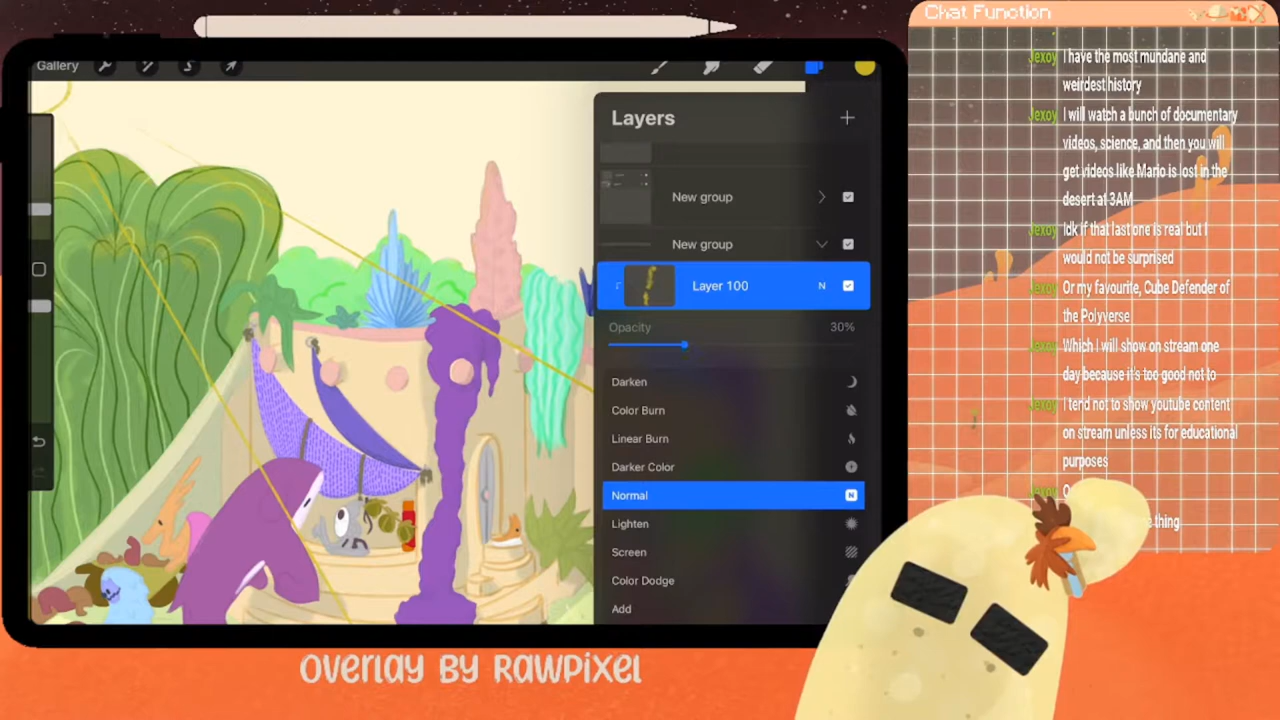 Gallery
Layers
New group
New group
Layer 100
N
Opacity
30%
Darken
Color Burn
Linear Burn
Darker Color
Normal
N
Lighten
Screen
Color Dodge
Add
Overlay by Rawpixel
Chat Function
Jexoy I have the most mundane and
weirdest history
Jexoy I will watch a bunch of documentary
videos, science, and then you will
get videos like Mario is lost in the
desert at 3AM
Jexoy Idk if that last one is real but I
would not be surprised
Jexoy Or my favourite, Cube Defender of
the Polyverse
Jexoy Which I will show on stream one
day because it's too good not to
Jexoy I tend not to show youtube content
on stream unless its for educational
purposes
Jexoy
thing